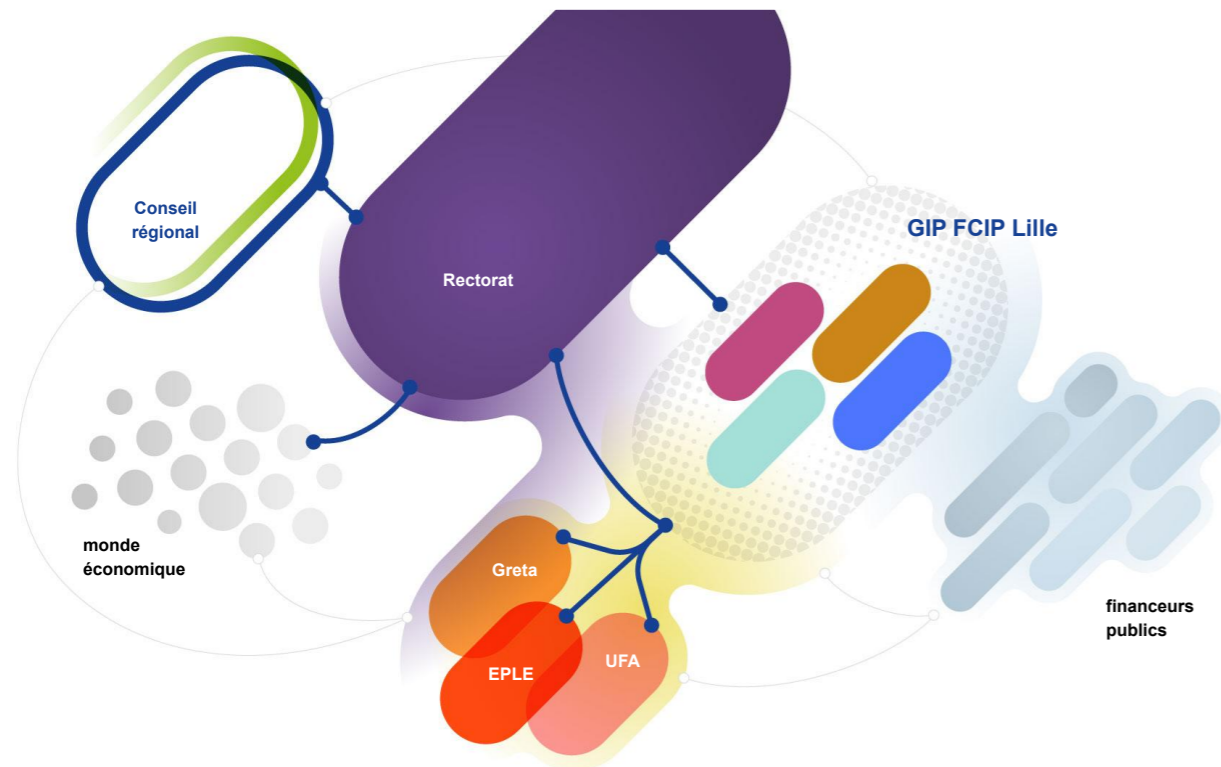 Conseil
régional
GIP FCIP Lille
Rectorat
monde
économique
Greta
EPLE
UFA
financeurs
publics